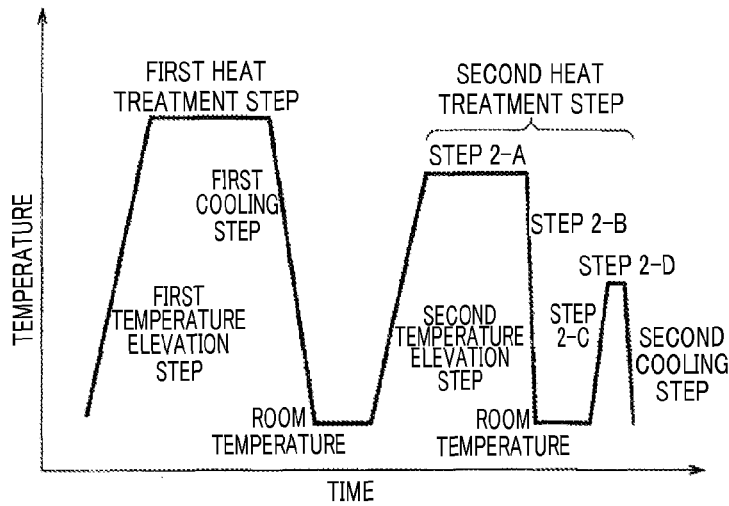 FIRST HEAT
TREATMENT STEP
SECOND HEAT
TREATMENT STEP
STEP 2-A
FIRST
COOLING
STEP
STEP 2-B
STEP 2-D
TEMPERATURE
FIRST
TEMPERATURE
ELEVATION
STEP
SECOND
TEMPERATURE
ELEVATION
STEP
STEP
2-C
SECOND
COOLING
STEP
ROOM
TEMPERATURE
ROOM
TEMPERATURE
TIME